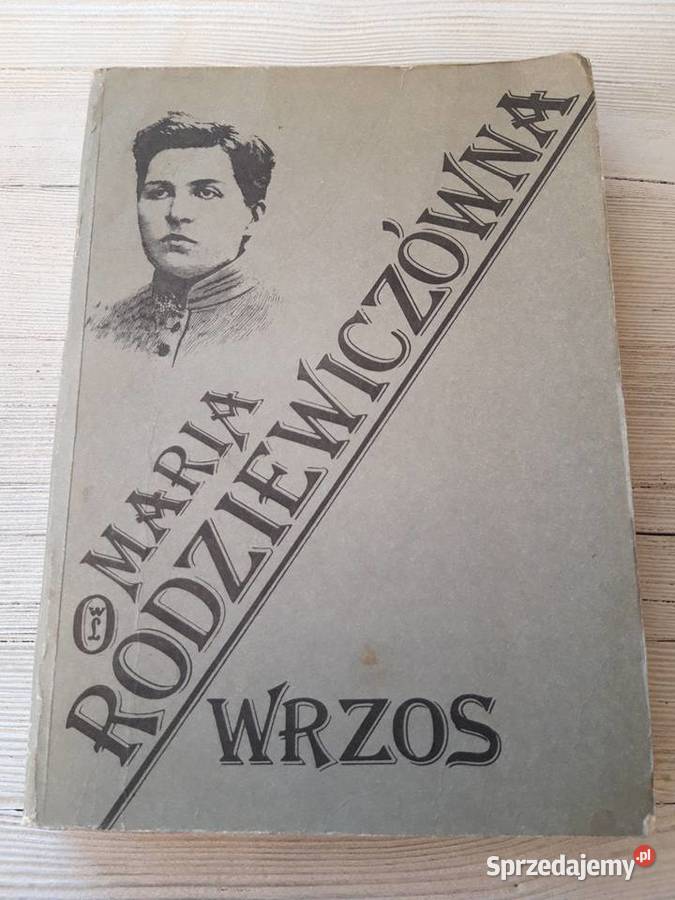 MARIA
RODZIEWICZÓWNA
WL
WRZOS
Sprzedajemy.pl